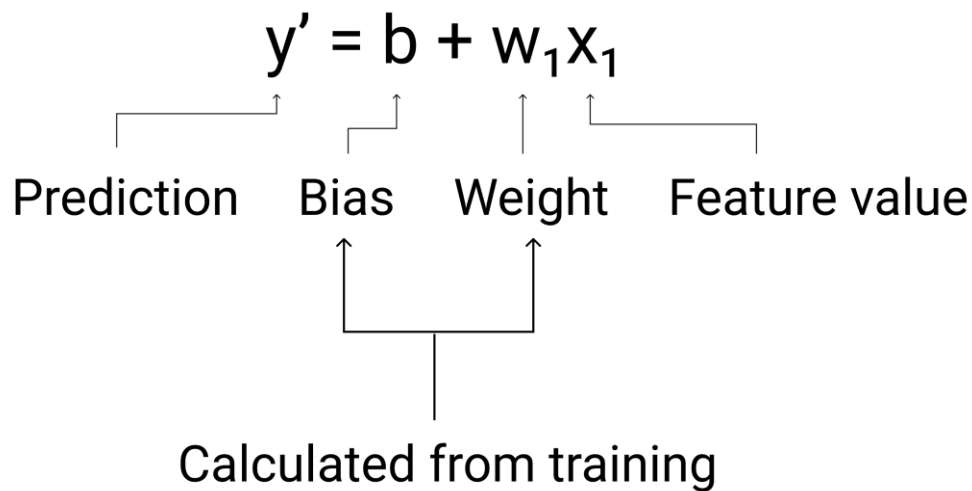 y’ = b + w₁x₁
Prediction Bias Weight Feature value
Calculated from training